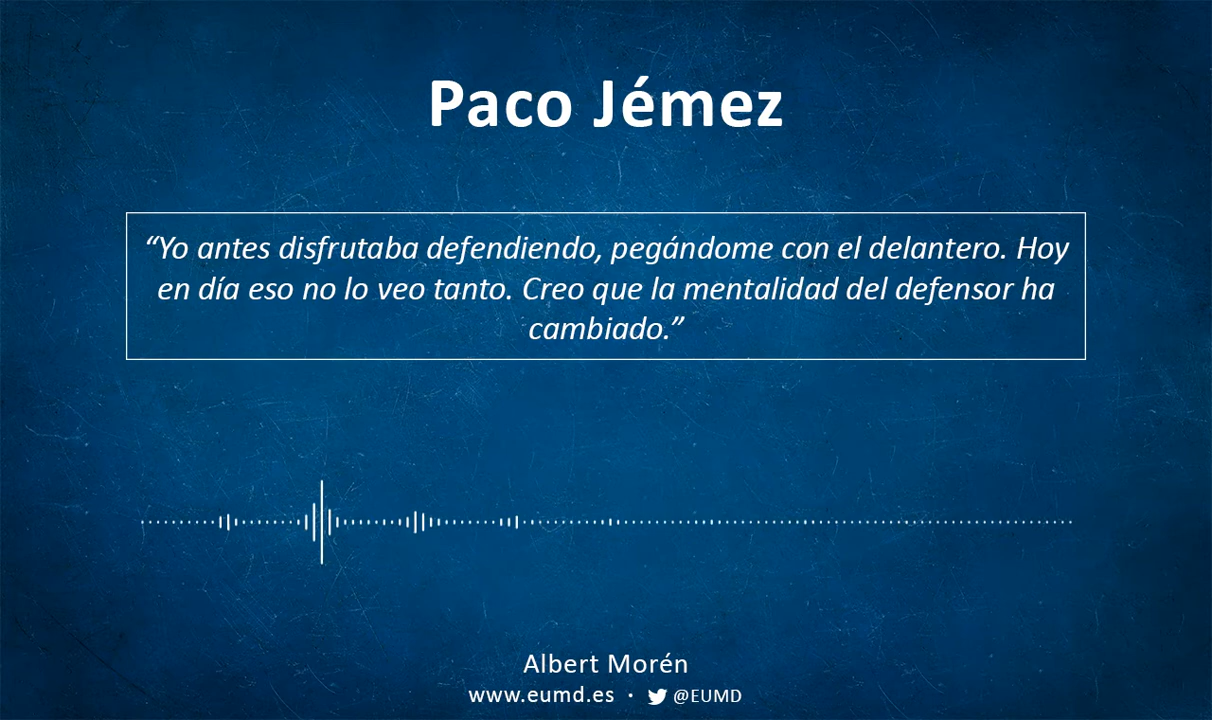 Paco Jémez
“Yo antes disfrutaba defendiendo, pegándome con el delantero. Hoy
en día eso no lo veo tanto. Creo que la mentalidad del defensor ha
cambiado.”
Albert Morén
www.eumd.es · @EUMD